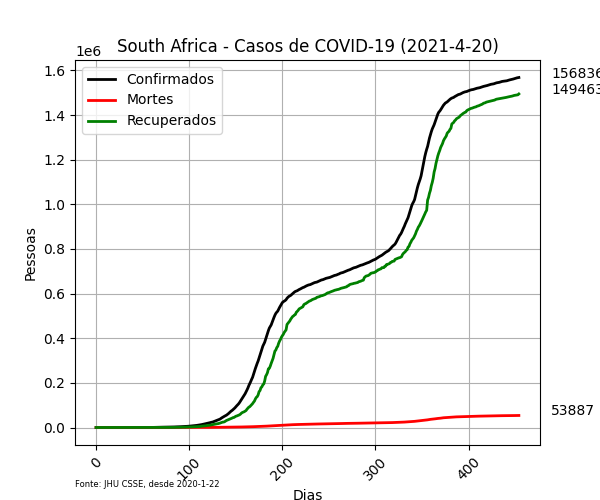 South Africa - Casos de COVID-19 (2021-4-20)
1e6
Confirmados
Mortes
Recuperados
156836
149463
53887
1.6
1.4
1.2
1.0
0.8
0.6
0.4
0.2
0.0
Pessoas
0
100
200
300
400
Dias
Fonte: JHU CSSE, desde 2020-1-22